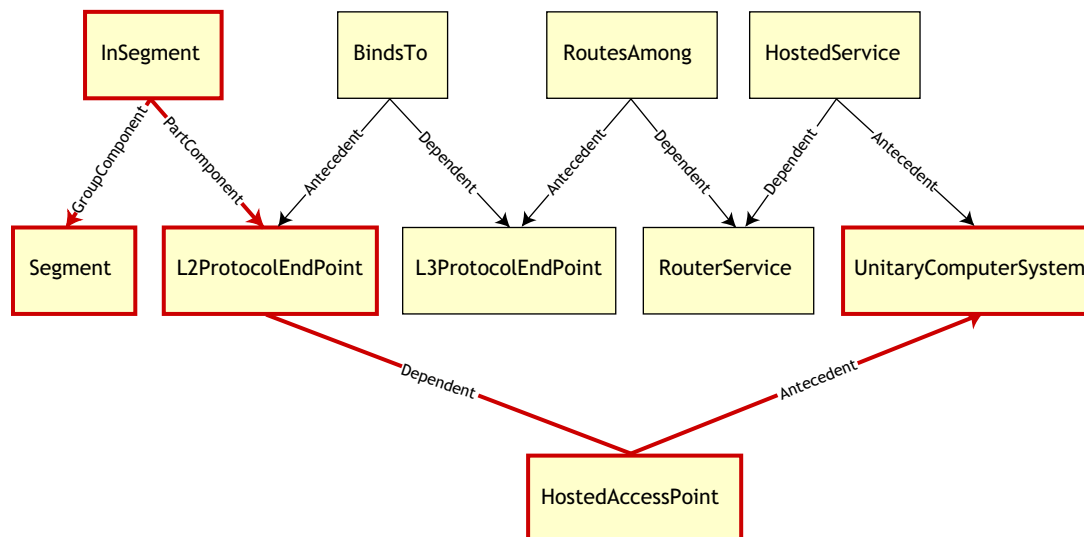 InSegment
BindsTo
RoutesAmong
HostedService
GroupComponent
PartComponent
Antecedent
Dependent
Antecedent
Dependent
Dependent
Antecedent
Segment
L2ProtocolEndPoint
L3ProtocolEndPoint
RouterService
UnitaryComputerSystem
Dependent
Antecedent
HostedAccessPoint